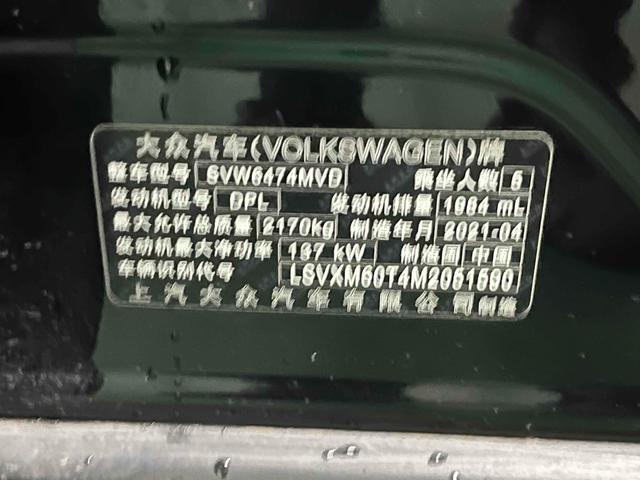 大众汽车(VOLKSWAGEN)牌
整车型号 SVW6474MVD 乘坐人数 5
发动机型号 DPL 发动机排量 1984 mL
最大允许总质量 2170kg 制造年月 2021-04
发动机最大净功率 137 kW 制造国 中国
车辆识别代号 LSVXM60T4M2051590
上汽大众汽车有限公司制造